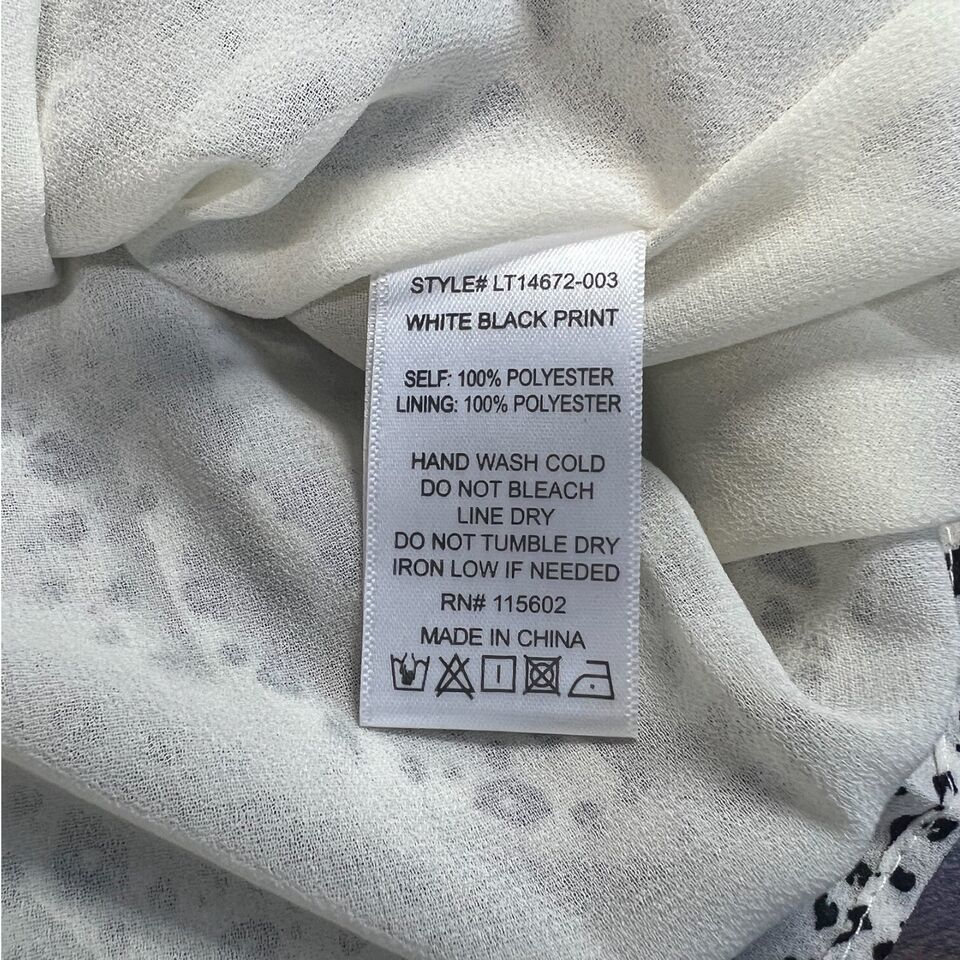 STYLE# LT14672-003
WHITE BLACK PRINT
SELF: 100% POLYESTER
LINING: 100% POLYESTER
HAND WASH COLD
DO NOT BLEACH
LINE DRY
DO NOT TUMBLE DRY
IRON LOW IF NEEDED
RN# 115602
MADE IN CHINA